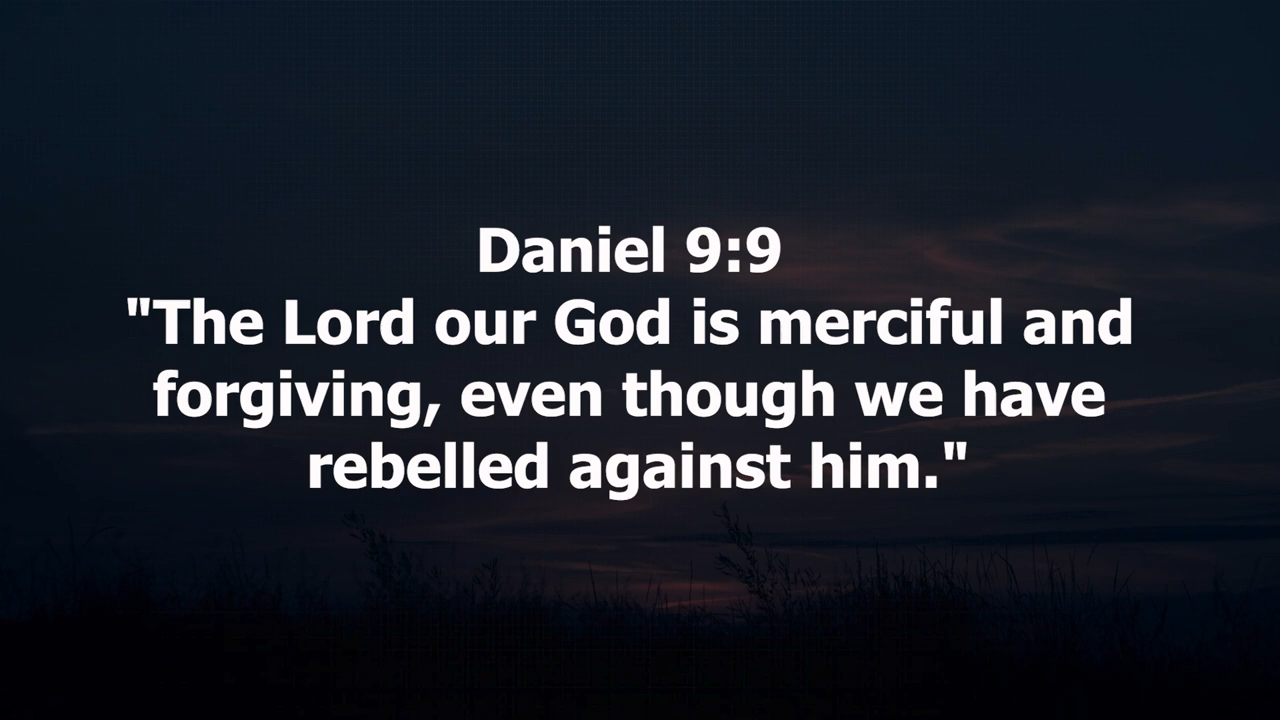 Daniel 9:9
"The Lord our God is merciful and
forgiving, even though we have
rebelled against him."